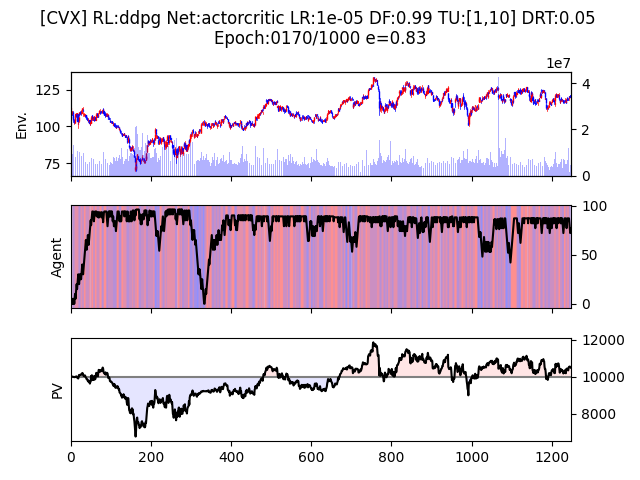 [CVX] RL:ddpg Net:actorcritic LR:1e-05 DF:0.99 TU:[1,10] DRT:0.05
Epoch:0170/1000 e=0.83
1e7
125
100
75
Env.
4
2
0
Agent
100
50
0
PV
12000
10000
8000
0 200 400 600 800 1000 1200